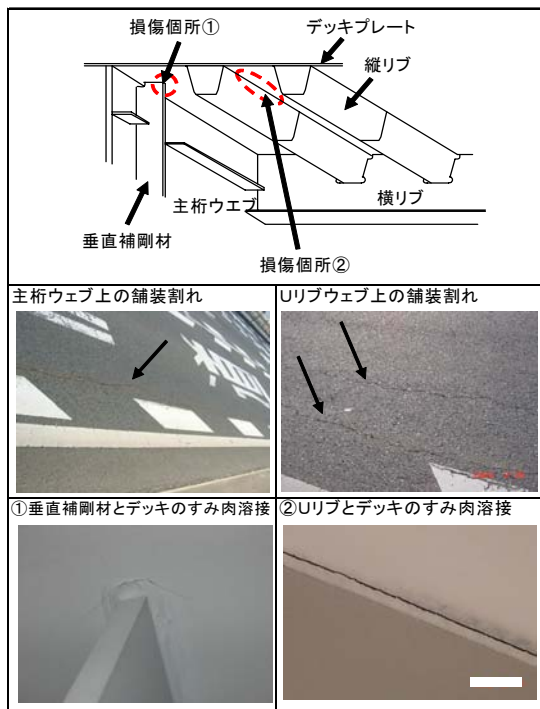 損傷個所①
デッキプレート
縦リブ
主桁ウエブ
横リブ
垂直補剛材
損傷個所②
主桁ウェブ上の舗装割れ
Uリブウェブ上の舗装割れ
①垂直補剛材とデッキのすみ肉溶接
②Uリブとデッキのすみ肉溶接